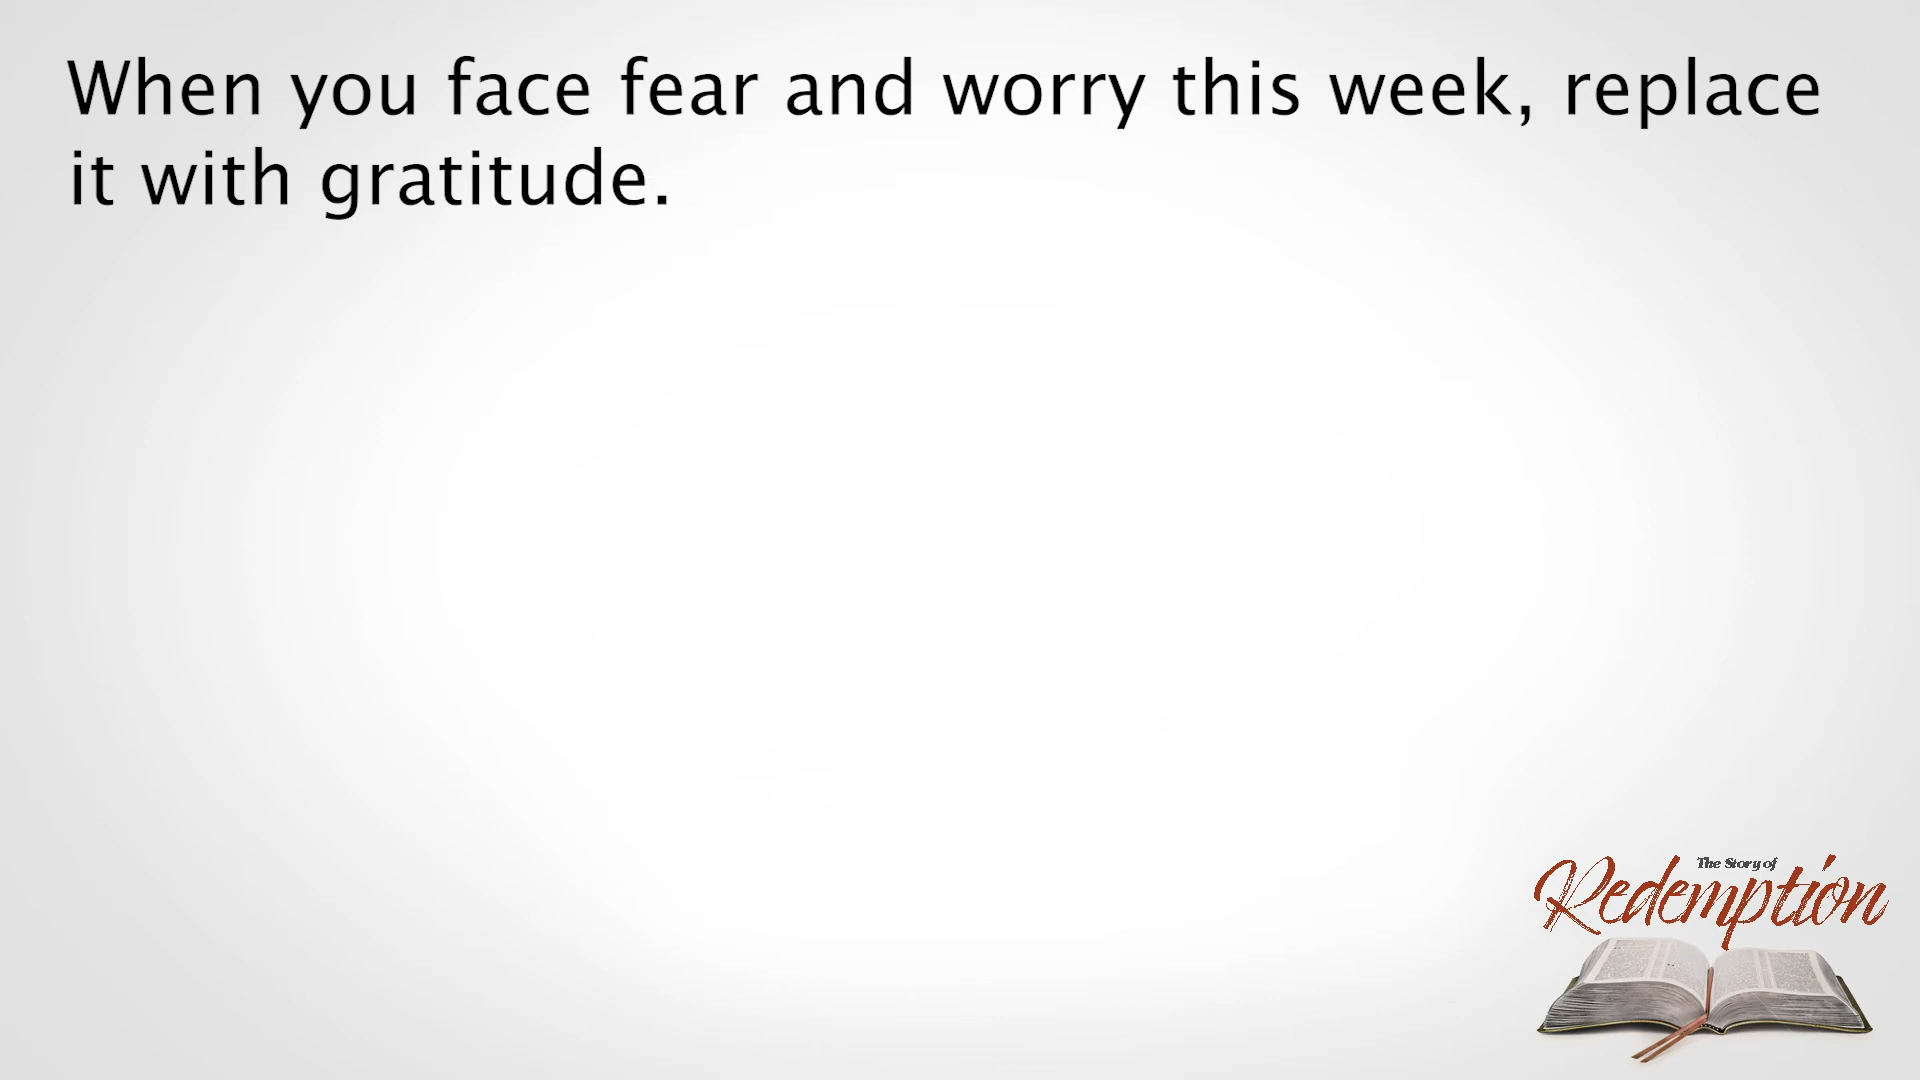 When you face fear and worry this week, replace
it with gratitude.
The Story of
Redemption